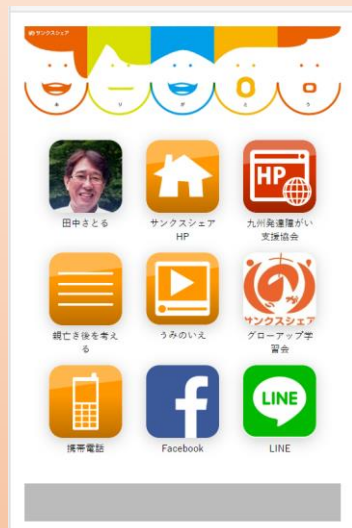 サンクスシェア
あ り が と う
田中さとる
サンクスシェア
HP
HP
九州発達障がい
支援協会
親亡き後を考え
る
うみのいえ
サンクスシェア
グローアップ学
習会
携帯電話
Facebook
LINE
LINE